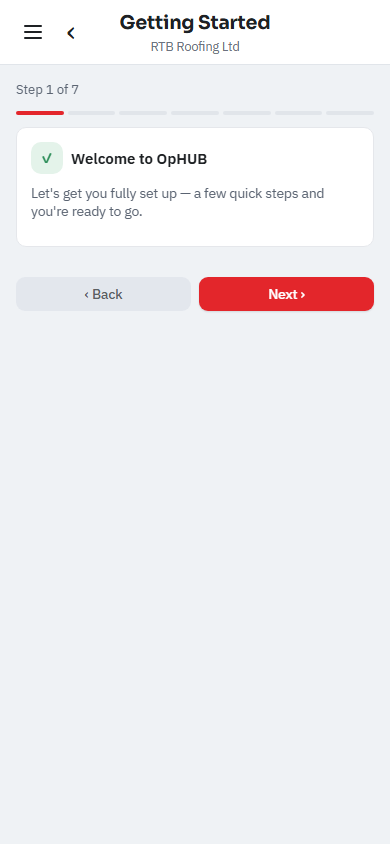 Getting Started
RTB Roofing Ltd
Step 1 of 7
✓ Welcome to OpHUB
Let's get you fully set up — a few quick steps and
you're ready to go.
‹ Back
Next ›